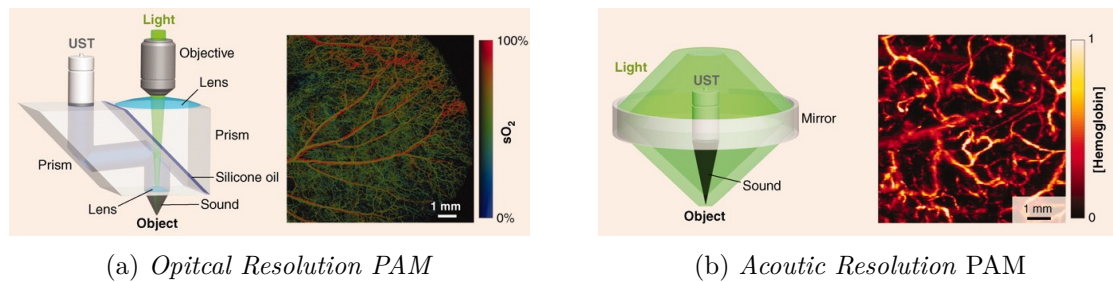 Light
UST
Objective
Lens
Prism
Prism
Silicone oil
Lens
Sound
Object
100%
sO2
0%
1 mm
(a) Opitcal Resolution PAM
Light
UST
Mirror
Sound
Object
1
[Hemoglobin]
0
1 mm
(b) Acoutic Resolution PAM